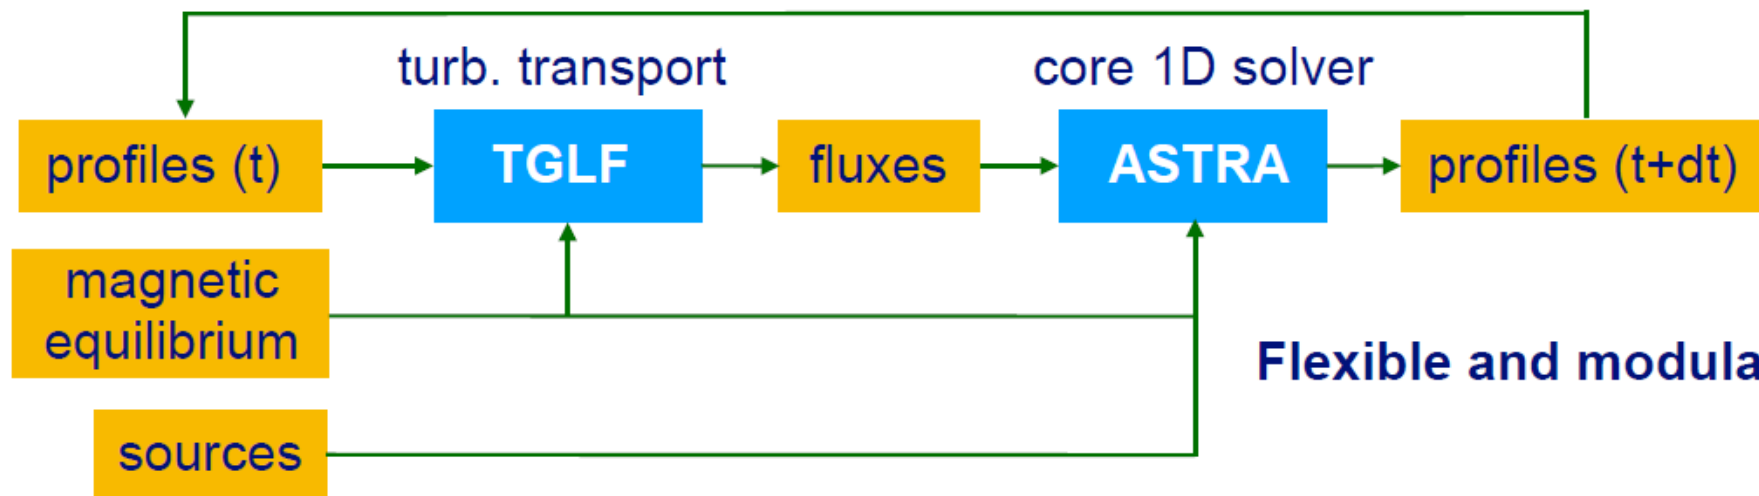 turb. transport
core 1D solver
profiles (t)
TGLF
fluxes
ASTRA
profiles (t+dt)
magnetic
equilibrium
Flexible and modula
sources